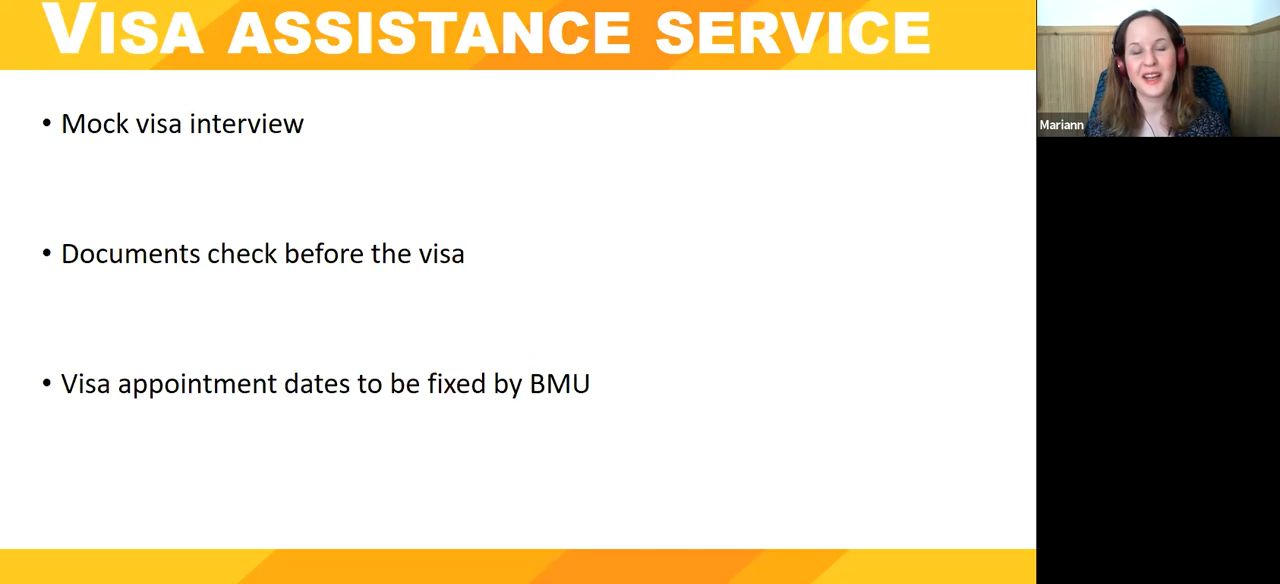 VISA ASSISTANCE SERVICE
• Mock visa interview
• Documents check before the visa
• Visa appointment dates to be fixed by BMU
Mariann